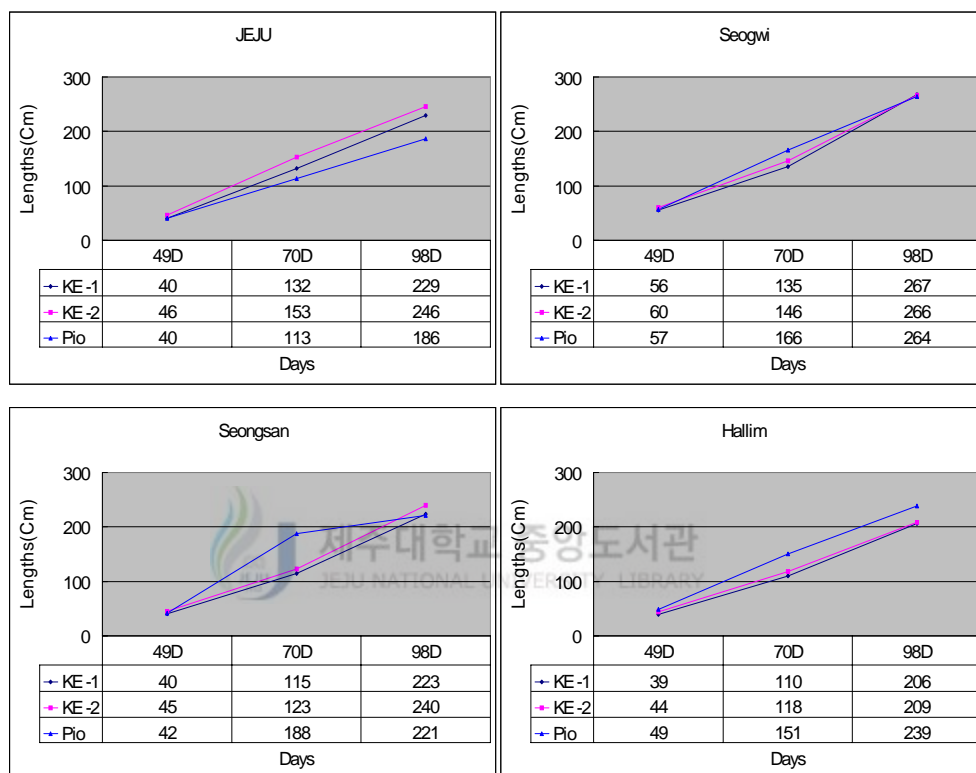 JEJU
300
200
100
0
Lengths(Cm)
49D 70D 98D
KE-1 40 132 229
KE-2 46 153 246
Pio 40 113 186
Days
Seogwi
300
200
100
0
Lengths(Cm)
49D 70D 98D
KE-1 56 135 267
KE-2 60 146 266
Pio 57 166 264
Days
Seongsan
300
200
100
0
Lengths(Cm)
49D 70D 98D
KE-1 40 115 223
KE-2 45 123 240
Pio 42 188 221
Days
Hallim
300
200
100
0
Lengths(Cm)
49D 70D 98D
KE-1 39 110 206
KE-2 44 118 209
Pio 49 151 239
Days
제주대학교 중앙도서관
JEJU NATIONAL UNIVERSITY LIBRARY